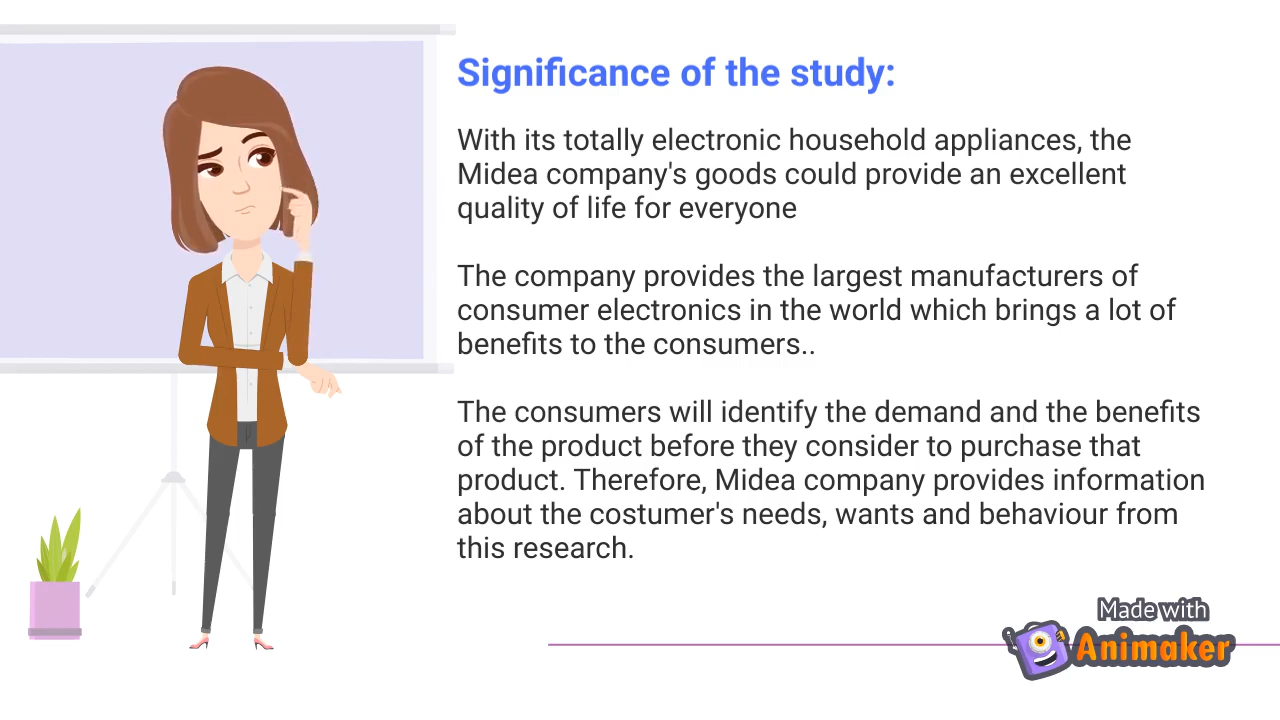 Significance of the study:
With its totally electronic household appliances, the
Midea company's goods could provide an excellent
quality of life for everyone
The company provides the largest manufacturers of
consumer electronics in the world which brings a lot of
benefits to the consumers..
The consumers will identify the demand and the benefits
of the product before they consider to purchase that
product. Therefore, Midea company provides information
about the costumer's needs, wants and behaviour from
this research.
Made with
Animaker